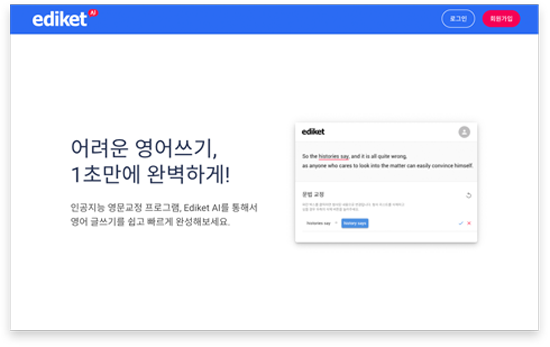 ediket AI
로그인
회원가입
어려운 영어쓰기,
1초만에 완벽하게!
인공지능 영문교정 프로그램, Ediket AI를 통해서
영어 글쓰기를 쉽고 빠르게 완성해보세요.
ediket
So the histories say, and it is all quite wrong,
as anyone who cares to look into the matter can easily convince himself.
문법 교정
histories say
history says